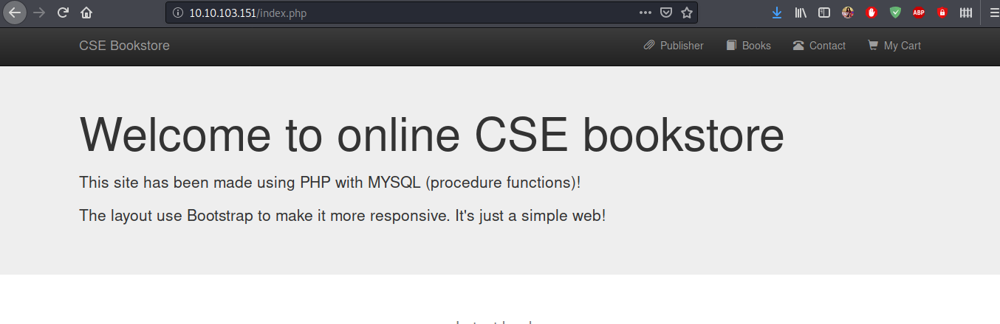 10.10.103.151/index.php
ABP
CSE Bookstore
Publisher
Books
Contact
My Cart
Welcome to online CSE bookstore
This site has been made using PHP with MYSQL (procedure functions)!
The layout use Bootstrap to make it more responsive. It's just a simple web!